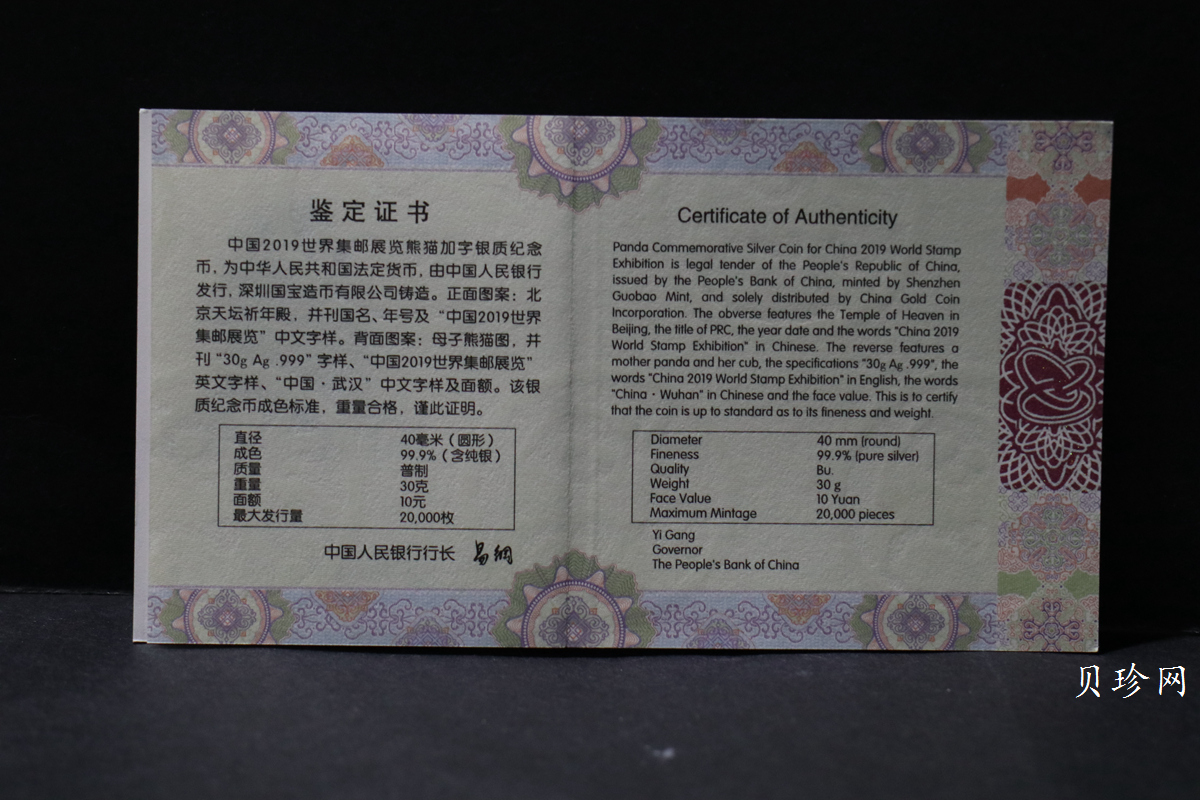 鉴定证书
中国2019世界集邮展览熊猫加字银质纪念
币，为中华人民共和国法定货币，由中国人民银行
发行，深圳国宝造币有限公司铸造。正面图案：北
京天坛祈年殿，并刊国名、年号及“中国2019世界
集邮展览”中文字样。背面图案：母子熊猫图，并
刊“30g Ag .999”字样、“中国2019世界集邮展览”
英文字样、“中国·武汉”中文字样及面额。该银
质纪念币成色标准，重量合格，谨此证明。
直径 40毫米（圆形）
成色 99.9%（含纯银）
质量 普制
重量 30克
面额 10元
最大发行量 20,000枚
中国人民银行行长 易纲
Certificate of Authenticity
Panda Commemorative Silver Coin for China 2019 World Stamp
Exhibition is legal tender of the People's Republic of China,
issued by the People's Bank of China, minted by Shenzhen
Guobao Mint, and solely distributed by China Gold Coin
Incorporation. The obverse features the Temple of Heaven in
Beijing, the title of PRC, the year date and the words "China 2019
World Stamp Exhibition" in Chinese. The reverse features a
mother panda and her cub, the specifications "30g Ag .999", the
words "China 2019 World Stamp Exhibition" in English, the words
"China · Wuhan" in Chinese and the face value. This is to certify
that the coin is up to standard as to its fineness and weight.
Diameter 40 mm (round)
Fineness 99.9% (pure silver)
Quality Bu.
Weight 30 g
Face Value 10 Yuan
Maximum Mintage 20,000 pieces
Yi Gang
Governor
The People's Bank of China
贝珍网